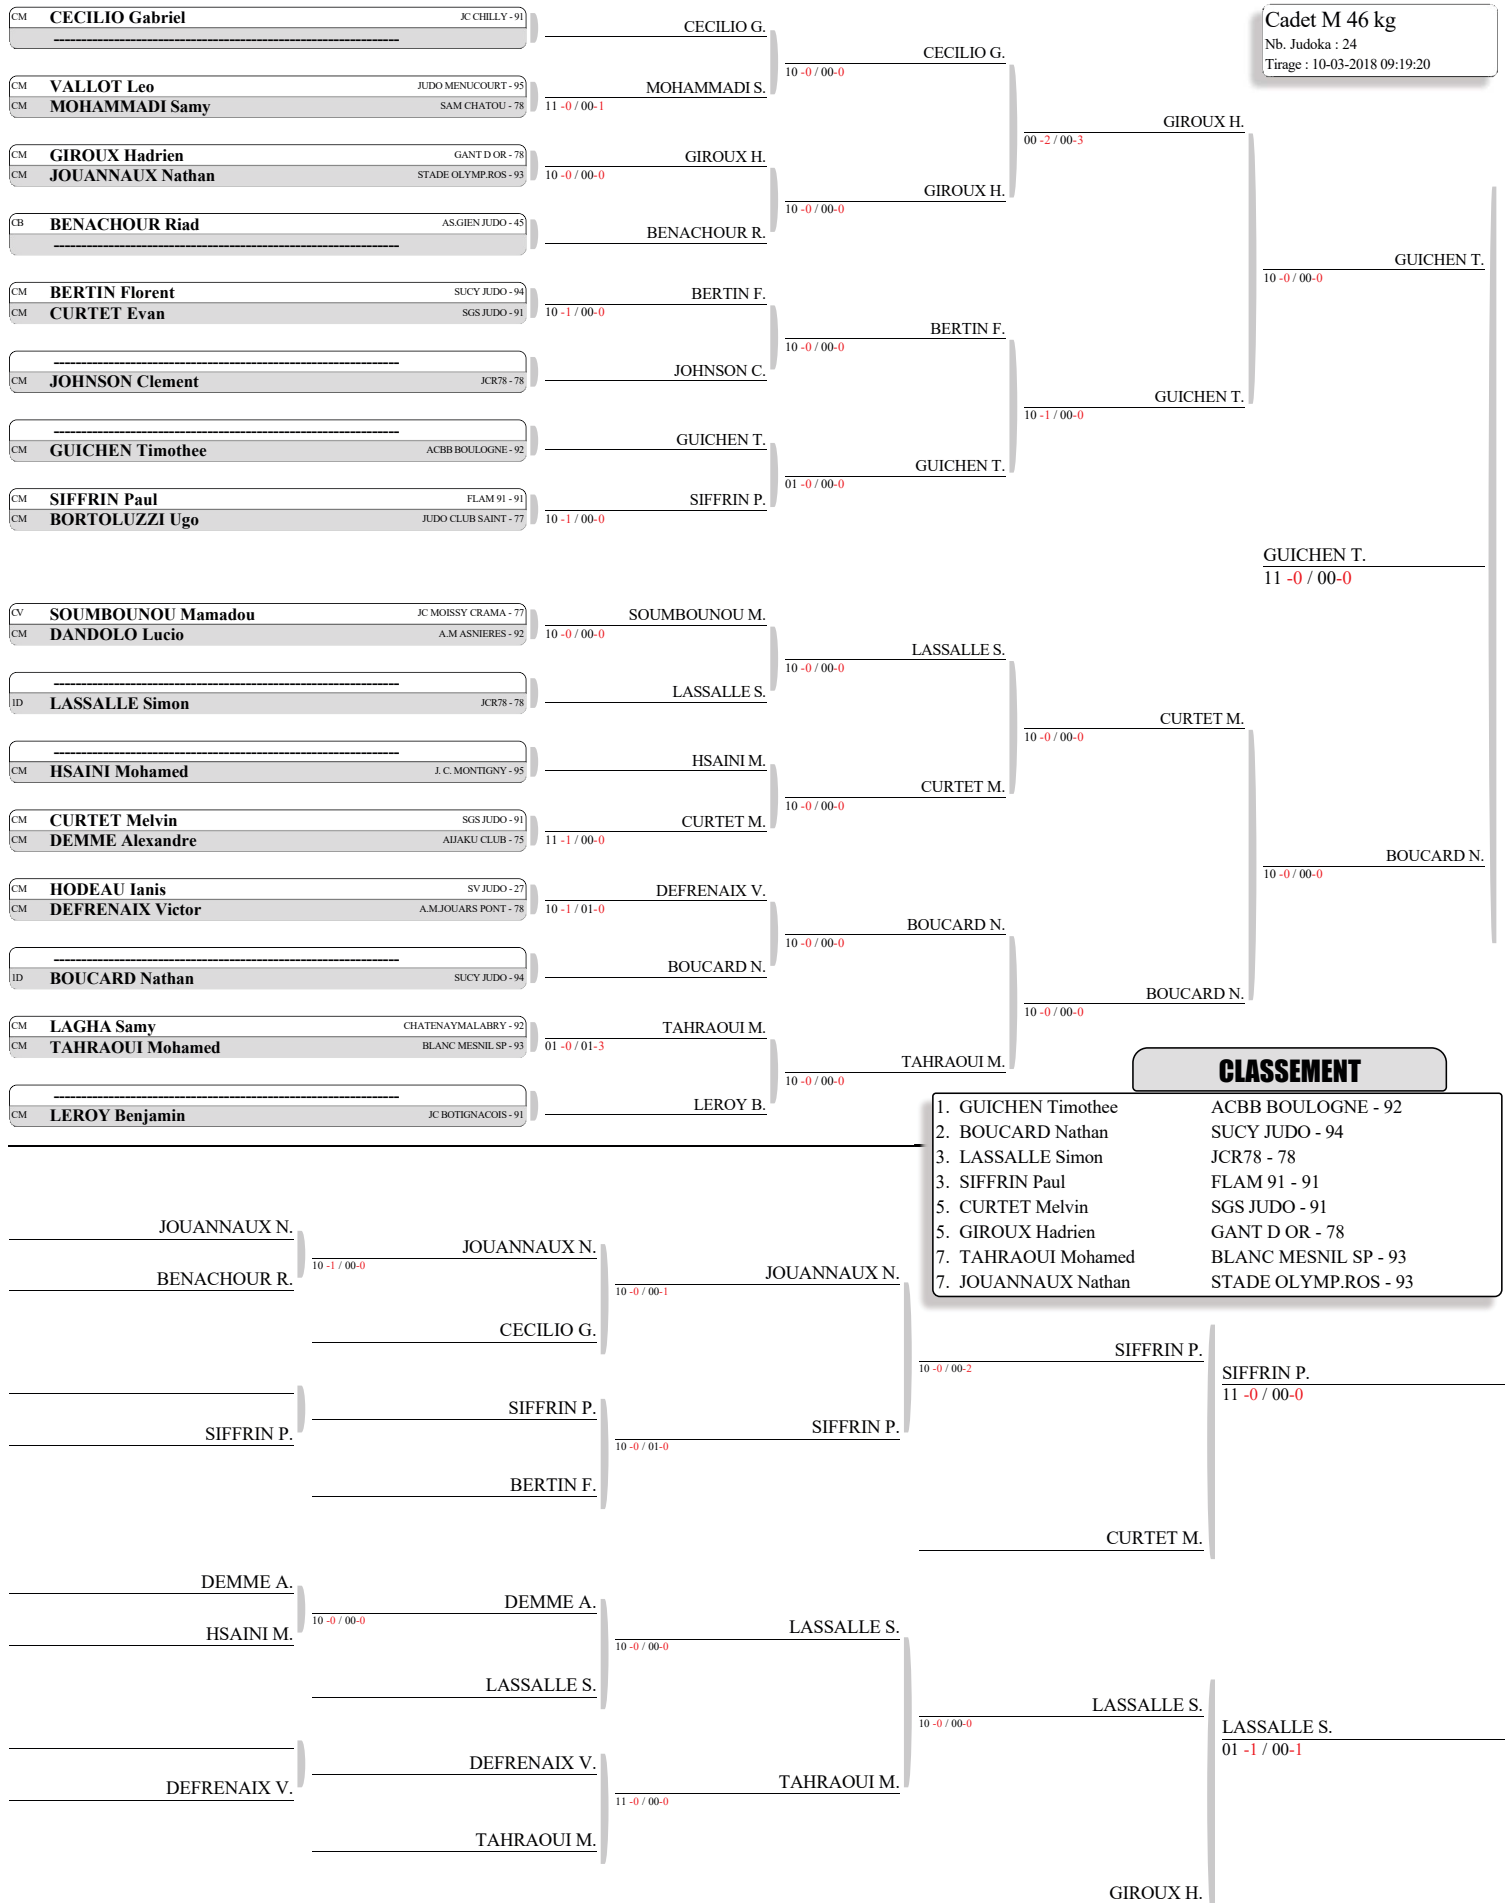 Cadet M 46 kg
Nb. Judoka : 24
Tirage : 10-03-2018 09:19:20
CM CECILIO Gabriel JC CHILLY - 91
------------------------------------------------------------
CM VALLOT Leo JUDO MENUCOURT - 95
CM MOHAMMADI Samy SAM CHATOU - 78
CM GIROUX Hadrien GANT D OR - 78
CM JOUANNAUX Nathan STADE OLYMP.ROS - 93
CB BENACHOUR Riad AS.GIEN JUDO - 45
------------------------------------------------------------
CM BERTIN Florent SUCY JUDO - 94
CM CURTET Evan SGS JUDO - 91
------------------------------------------------------------
CM JOHNSON Clement JCR78 - 78
------------------------------------------------------------
CM GUICHEN Timothee ACBB BOULOGNE - 92
CM SIFFRIN Paul FLAM 91 - 91
CM BORTOLUZZI Ugo JUDO CLUB SAINT - 77
CV SOUMBOUNOU Mamadou JC MOISSY CRAMA - 77
CM DANDOLO Lucio A.M ASNIERES - 92
------------------------------------------------------------
1D LASSALLE Simon JCR78 - 78
------------------------------------------------------------
CM HSAINI Mohamed J. C. MONTIGNY - 95
CM CURTET Melvin SGS JUDO - 91
CM DEMME Alexandre AIJAKU CLUB - 75
CM HODEAU Ianis SV JUDO - 27
CM DEFRENAIX Victor A.M.JOUARS PONT - 78
------------------------------------------------------------
1D BOUCARD Nathan SUCY JUDO - 94
CM LAGHA Samy CHATENAYMALABRY - 92
CM TAHRAOUI Mohamed BLANC MESNIL SP - 93
------------------------------------------------------------
CM LEROY Benjamin JC BOTIGNACOIS - 91
CECILIO G.
MOHAMMADI S.
11 -0 / 00-1
GIROUX H.
10 -0 / 00-0
BENACHOUR R.
BERTIN F.
10 -1 / 00-0
JOHNSON C.
GUICHEN T.
SIFFRIN P.
10 -1 / 00-0
SOUMBOUNOU M.
10 -0 / 00-0
LASSALLE S.
HSAINI M.
CURTET M.
11 -1 / 00-0
DEFRENAIX V.
10 -1 / 01-0
BOUCARD N.
TAHRAOUI M.
01 -0 / 01-3
LEROY B.
CECILIO G.
10 -0 / 00-0
GIROUX H.
10 -0 / 00-0
BERTIN F.
10 -0 / 00-0
GUICHEN T.
01 -0 / 00-0
LASSALLE S.
10 -0 / 00-0
CURTET M.
10 -0 / 00-0
BOUCARD N.
10 -0 / 00-0
TAHRAOUI M.
10 -0 / 00-0
GIROUX H.
00 -2 / 00-3
GUICHEN T.
10 -1 / 00-0
CURTET M.
10 -0 / 00-0
BOUCARD N.
10 -0 / 00-0
GUICHEN T.
10 -0 / 00-0
BOUCARD N.
10 -0 / 00-0
GUICHEN T.
11 -0 / 00-0
CLASSEMENT
1. GUICHEN Timothee ACBB BOULOGNE - 92
2. BOUCARD Nathan SUCY JUDO - 94
3. LASSALLE Simon JCR78 - 78
3. SIFFRIN Paul FLAM 91 - 91
5. CURTET Melvin SGS JUDO - 91
5. GIROUX Hadrien GANT D OR - 78
7. TAHRAOUI Mohamed BLANC MESNIL SP - 93
7. JOUANNAUX Nathan STADE OLYMP.ROS - 93
JOUANNAUX N.
BENACHOUR R.
SIFFRIN P.
DEMME A.
HSAINI M.
DEFRENAIX V.
JOUANNAUX N.
10 -1 / 00-0
CECILIO G.
SIFFRIN P.
BERTIN F.
DEMME A.
10 -0 / 00-0
LASSALLE S.
DEFRENAIX V.
TAHRAOUI M.
JOUANNAUX N.
10 -0 / 00-1
SIFFRIN P.
10 -0 / 01-0
LASSALLE S.
10 -0 / 00-0
TAHRAOUI M.
11 -0 / 00-0
SIFFRIN P.
10 -0 / 00-2
CURTET M.
LASSALLE S.
10 -0 / 00-0
GIROUX H.
SIFFRIN P.
11 -0 / 00-0
LASSALLE S.
01 -1 / 00-1